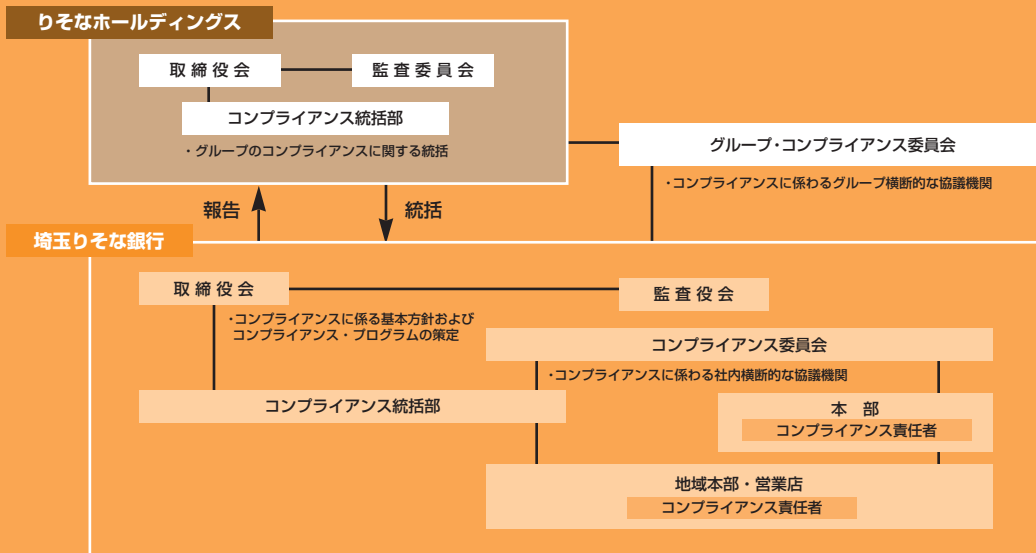 りそなホールディングス
取締役会
監査委員会
コンプライアンス統括部
・グループのコンプライアンスに関する統括
グループ・コンプライアンス委員会
・コンプライアンスに係わるグループ横断的な協議機関
報告
統括
埼玉りそな銀行
取締役会
監査役会
・コンプライアンスに係る基本方針および
コンプライアンス・プログラムの策定
コンプライアンス委員会
・コンプライアンスに係わる社内横断的な協議機関
コンプライアンス統括部
本　部
コンプライアンス責任者
地域本部・営業店
コンプライアンス責任者